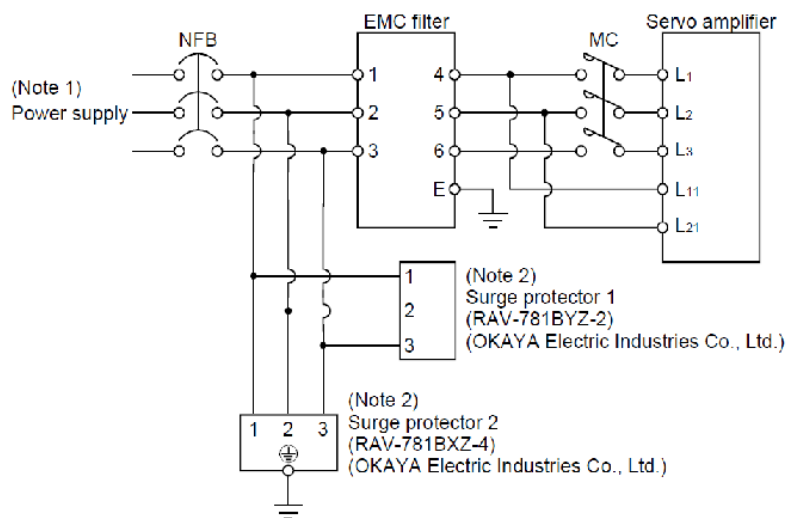 EMC filter
Servo amplifier
NFB
MC
(Note 1)
Power supply
1
2
3
4
5
6
E
L1
L2
L3
L11
L21
1
2
3
(Note 2)
Surge protector 1
(RAV-781BYZ-2)
(OKAYA Electric Industries Co., Ltd.)
1 2 3
(Note 2)
Surge protector 2
(RAV-781BXZ-4)
(OKAYA Electric Industries Co., Ltd.)